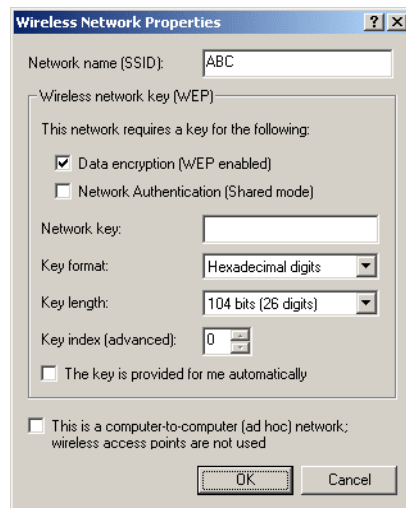 Wireless Network Properties
Network name (SSID): ABC
Wireless network key (WEP)
This network requires a key for the following:
Data encryption (WEP enabled)
Network Authentication (Shared mode)
Network key:
Key format: Hexadecimal digits
Key length: 104 bits (26 digits)
Key index (advanced): 0
The key is provided for me automatically
This is a computer-to-computer (ad hoc) network;
wireless access points are not used
OK Cancel